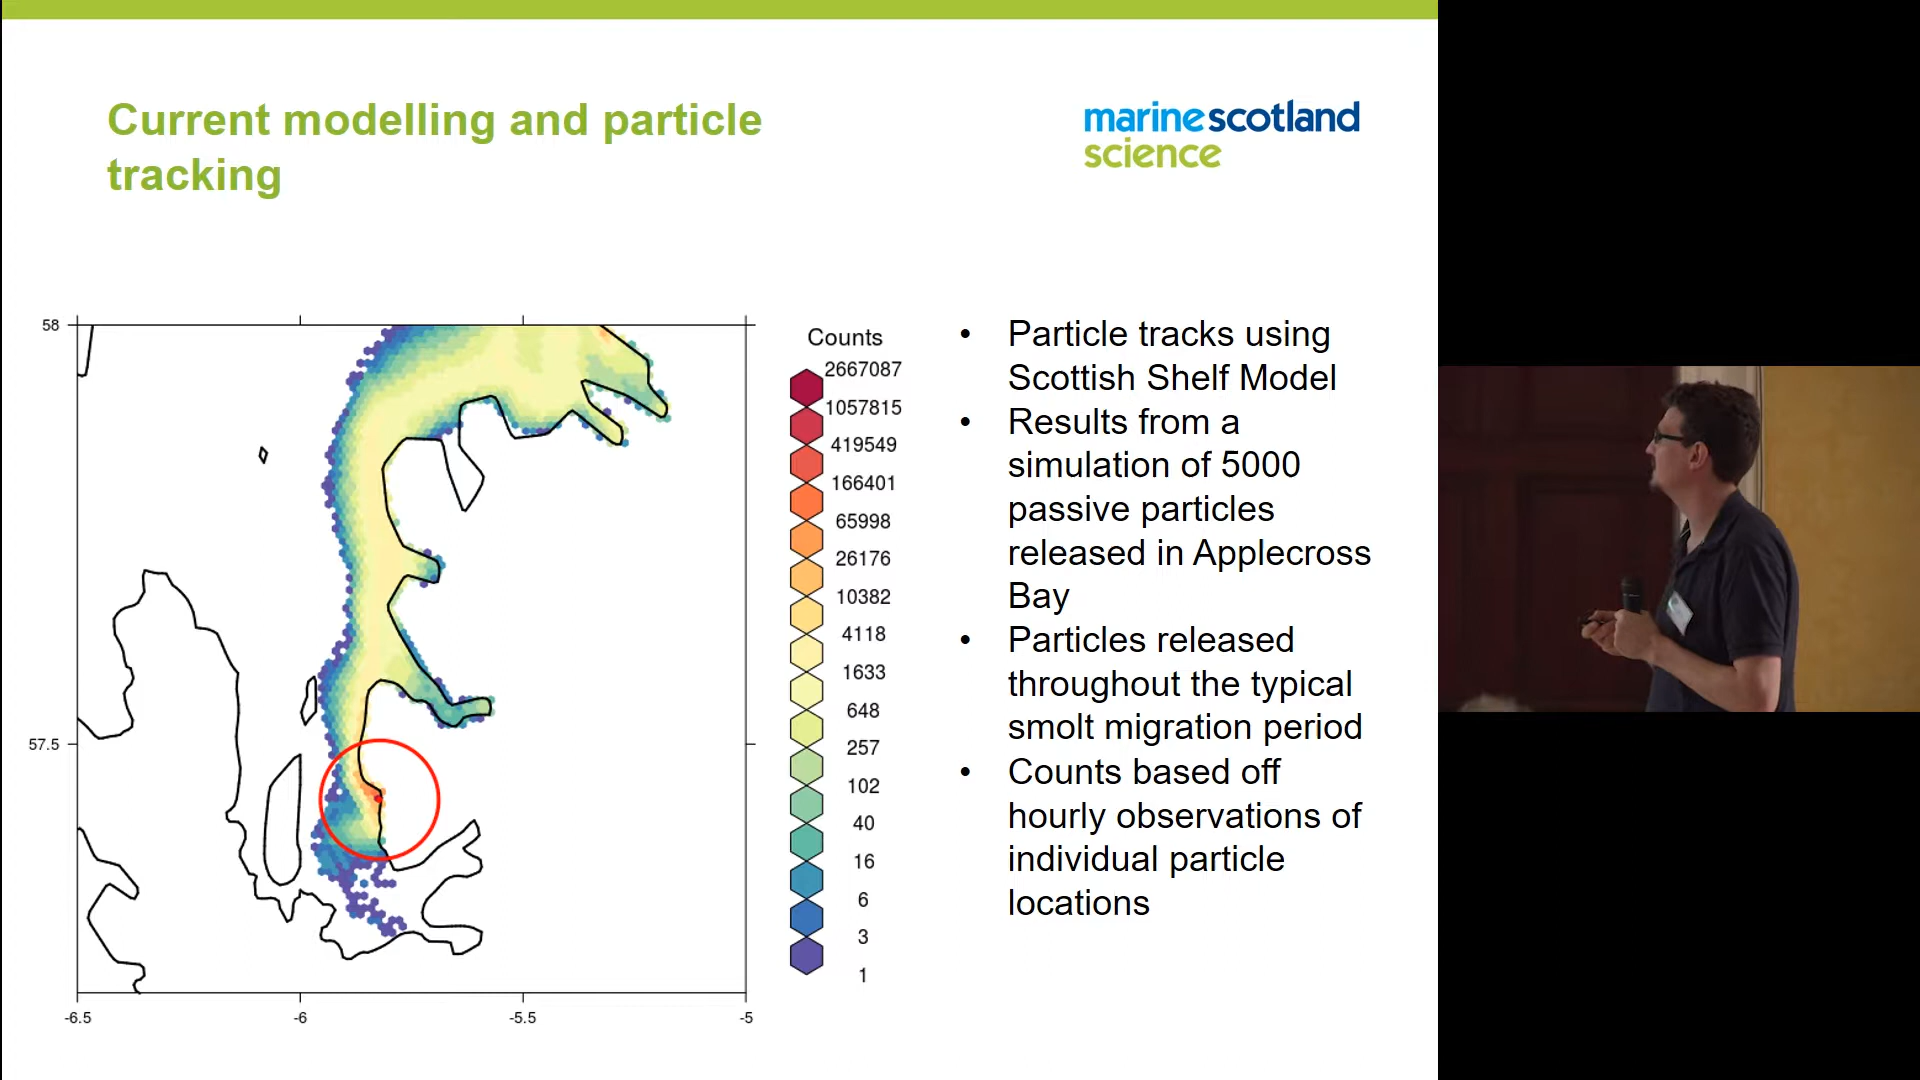 Current modelling and particle
tracking
marinescotland
science
58
57.5
-6.5
-6
-5.5
-5
Counts
2667087
1057815
419549
166401
65998
26176
10382
4118
1633
648
257
102
40
16
6
3
1
• Particle tracks using
Scottish Shelf Model
• Results from a
simulation of 5000
passive particles
released in Applecross
Bay
• Particles released
throughout the typical
smolt migration period
• Counts based off
hourly observations of
individual particle
locations